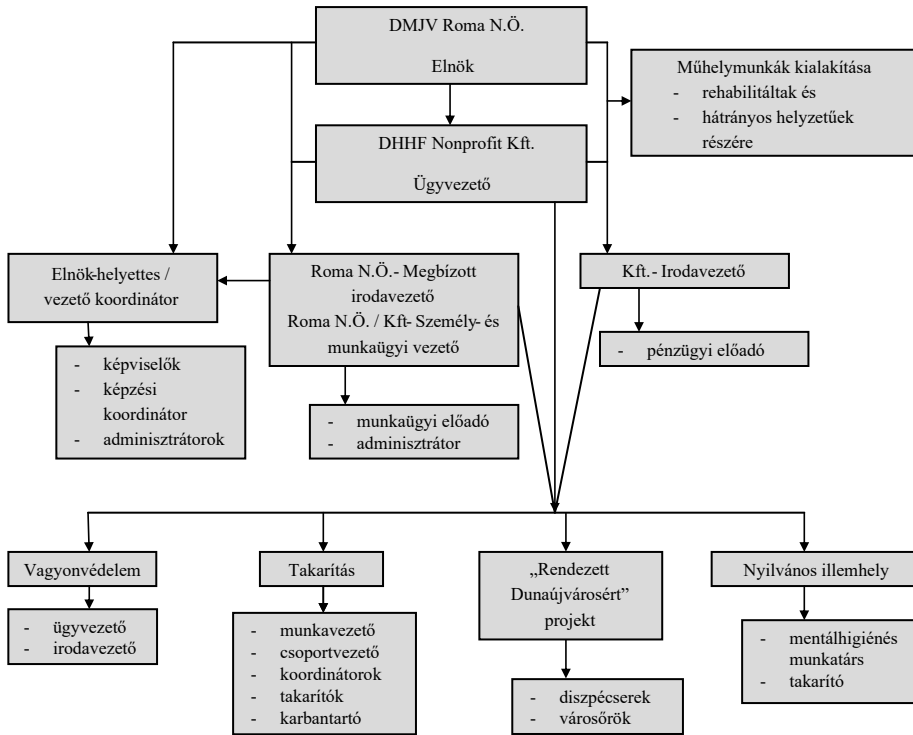 DMJV Roma N.Ö.
Elnök
Műhelymunkák kialakítása
- rehabilitáltak és
- hátrányos helyzetűek
részére
DHHF Nonprofit Kft.
Ügyvezető
Elnök-helyettes /
vezető koordinátor
Roma N.Ö.- Megbízott
irodavezető
Roma N.Ö. / Kft- Személy- és
munkaügyi vezető
Kft.- Irodavezető
- képviselők
- képzési
koordinátor
- adminisztrátorok
- munkaügyi előadó
- adminisztrátor
- pénzügyi előadó
Vagyonvédelem
Takarítás
„Rendezett
Dunaújvárosért”
projekt
Nyilvános illemhely
- ügyvezető
- irodavezető
- munkavezető
- csoportvezető
- koordinátorok
- takarítók
- karbantartó
- diszpécserek
- városőrök
- mentálhigiénés
munkatárs
- takarító